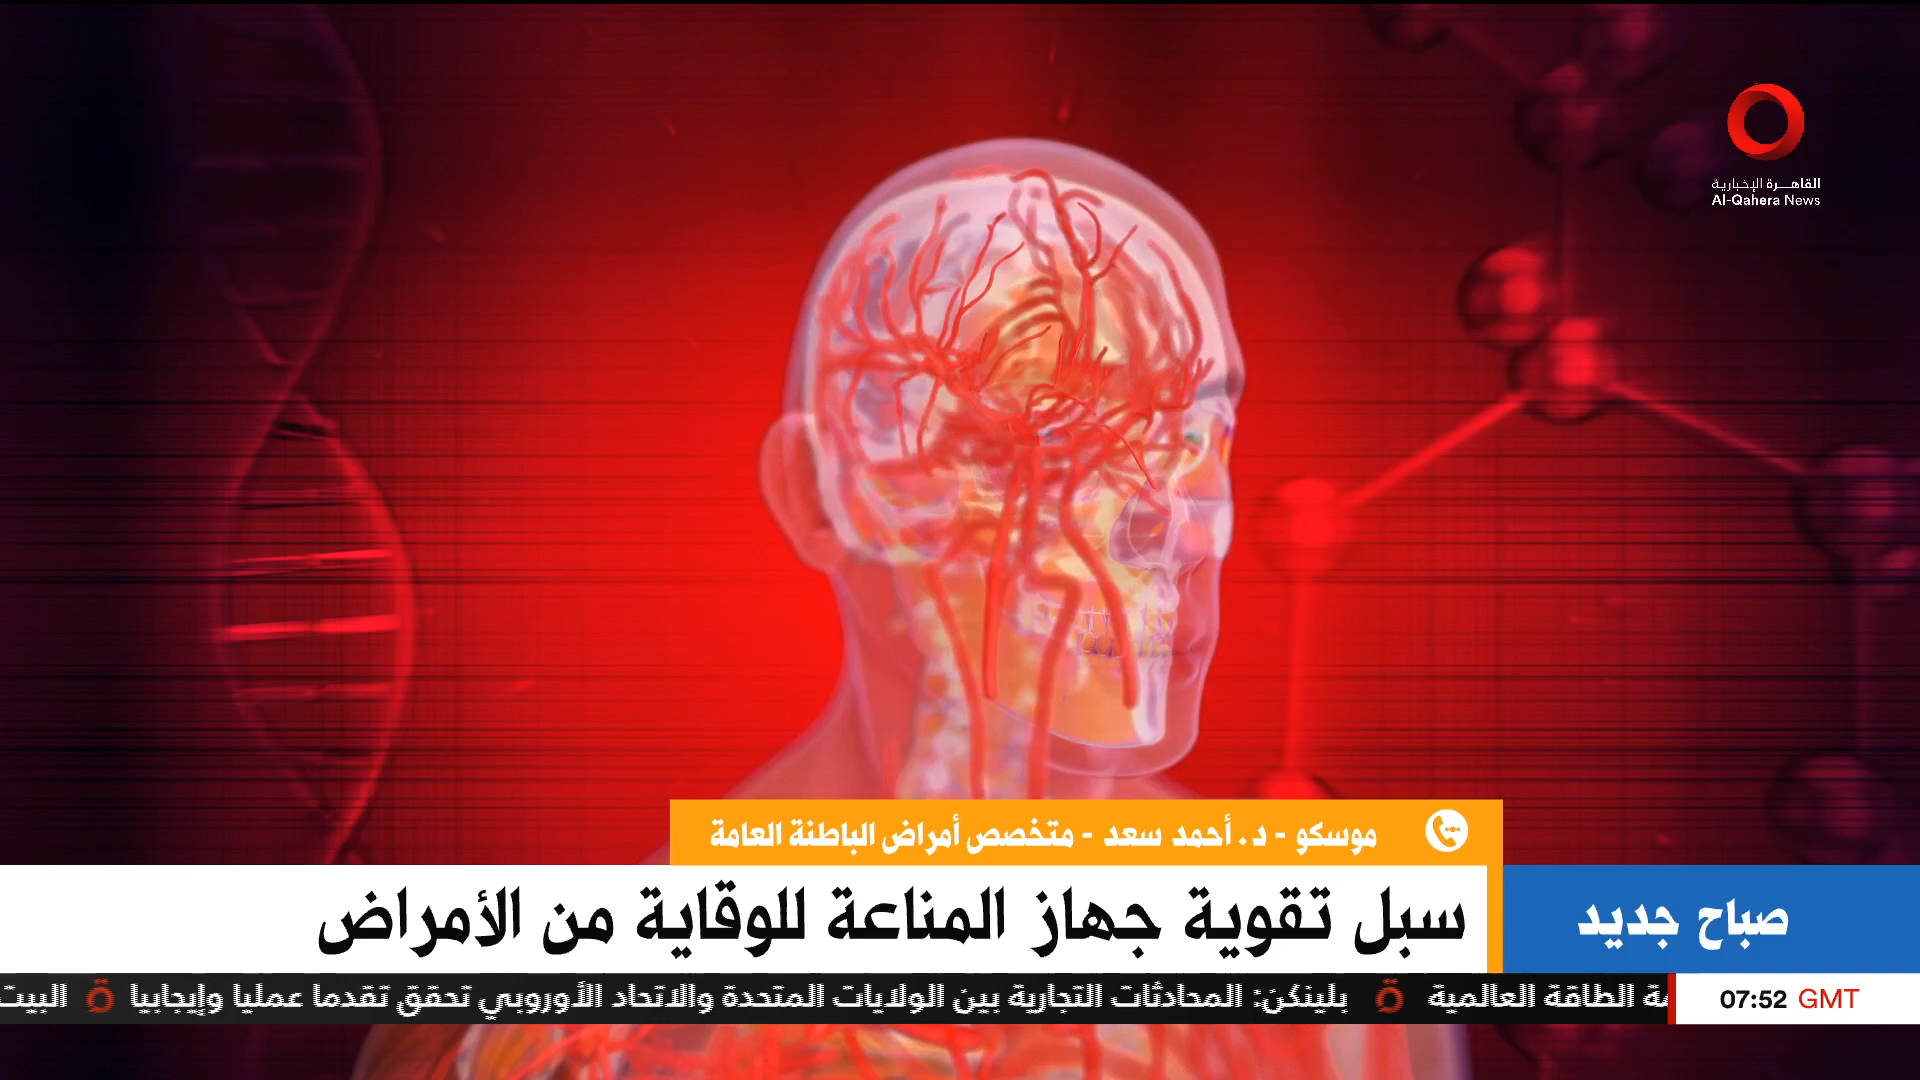 القاهـرة الإخبارية
Al-Qahera News
موسكو - د. أحمد سعد - متخصص أمراض الباطنة العامة
صباح جديد
سبل تقوية جهاز المناعة للوقاية من الأمراض
07:52 GMT
الطاقة العالمية
بلينكن: المحادثات التجارية بين الولايات المتحدة والاتحاد الأوروبي تحقق تقدما عمليا وإيجابيا
البيت